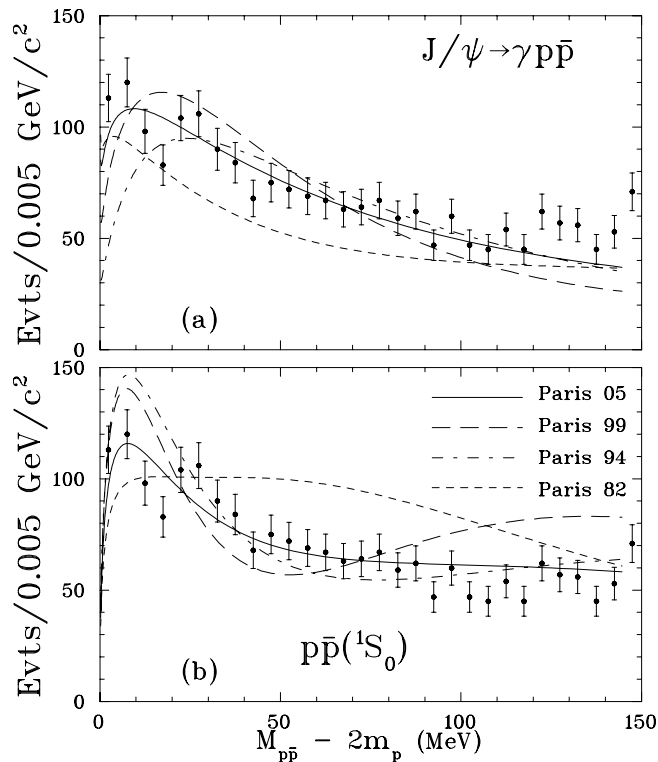 150
J/ψ→γpp̄
100
50
0
Evts/0.005 GeV/c²
(a)
150
Paris 05
Paris 99
Paris 94
Paris 82
100
50
0
Evts/0.005 GeV/c²
pp̄(¹S₀)
(b)
0 50 100 150
M_pp̄ − 2m_p (MeV)